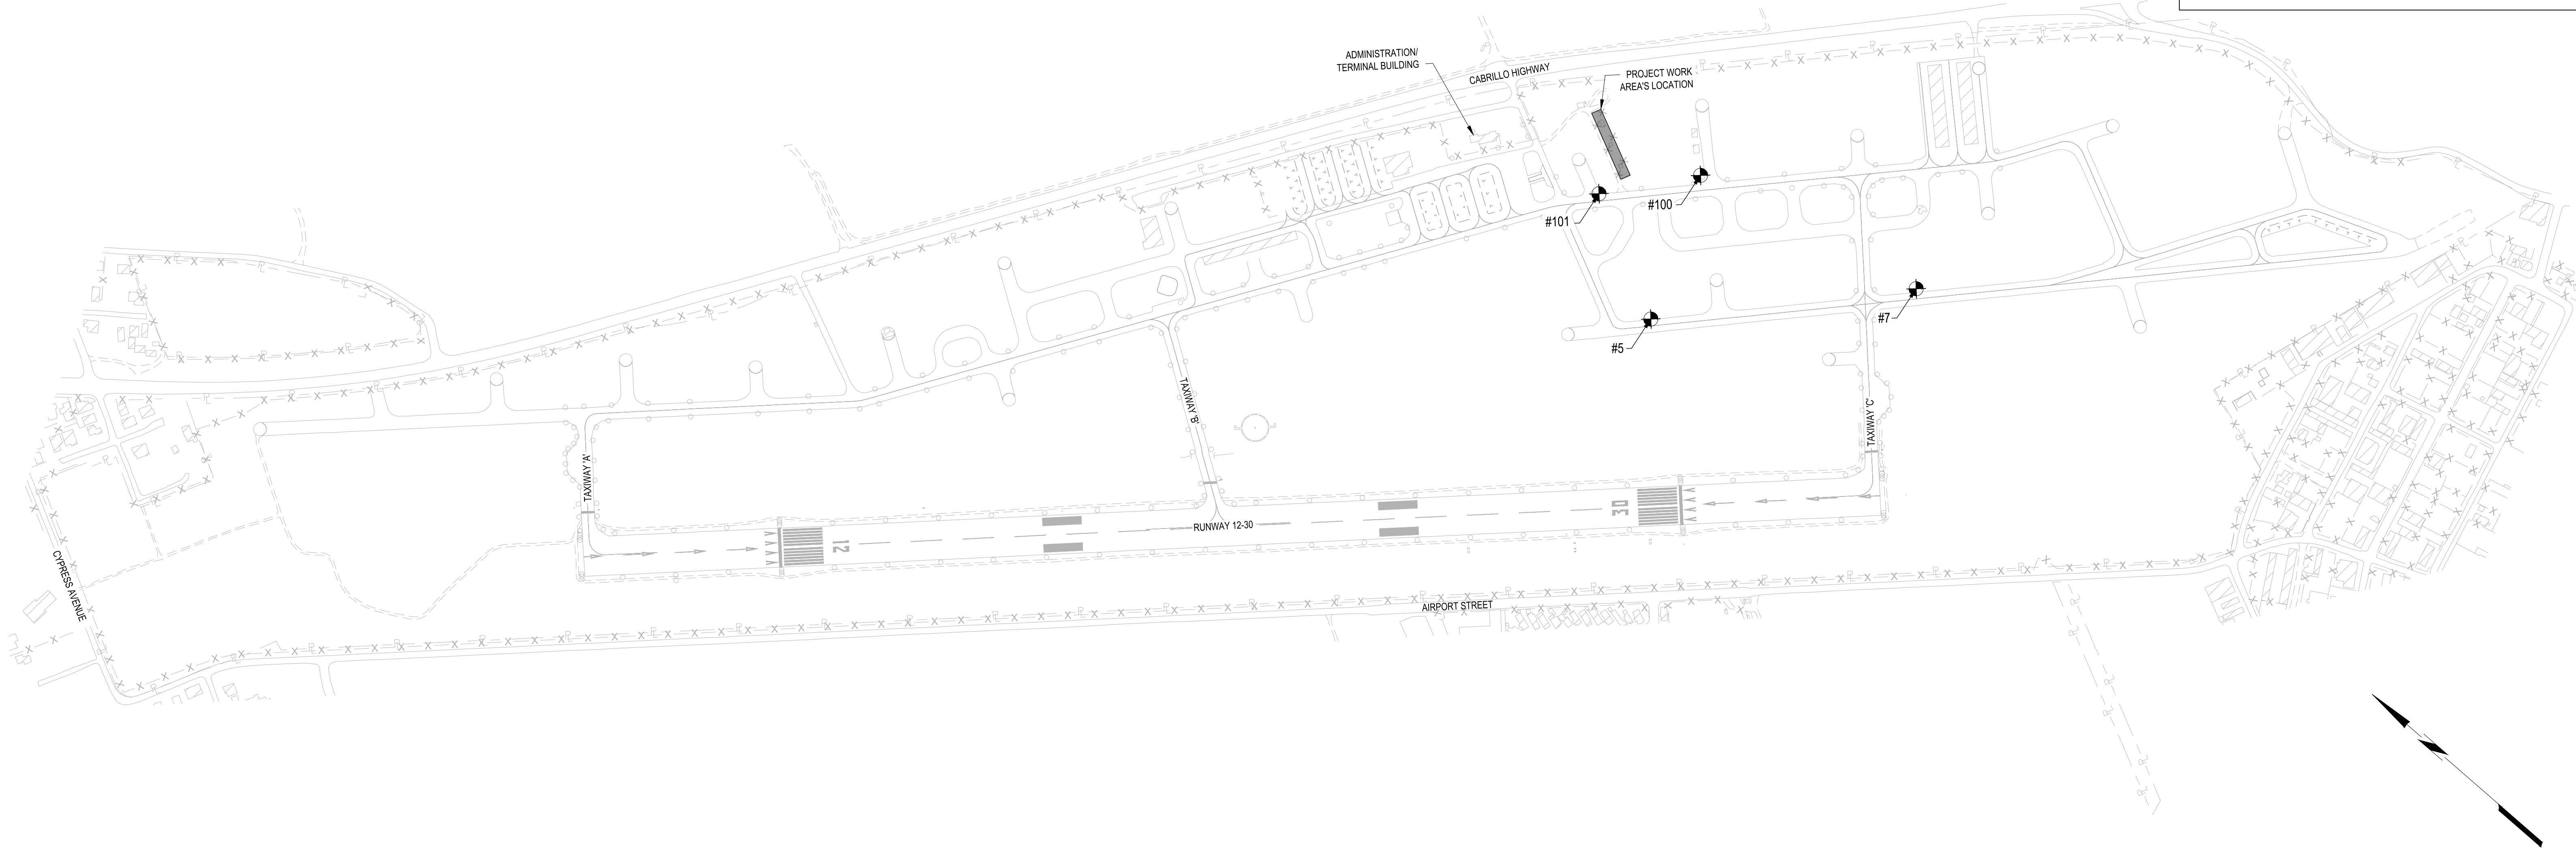 ADMINISTRATION/
TERMINAL BUILDING
CABRILLO HIGHWAY
PROJECT WORK
AREA'S LOCATION
#101
#100
#5
#7
TAXIWAY 'A'
TAXIWAY 'B'
TAXIWAY 'C'
12
RUNWAY 12-30
30
CYPRESS AVENUE
AIRPORT STREET